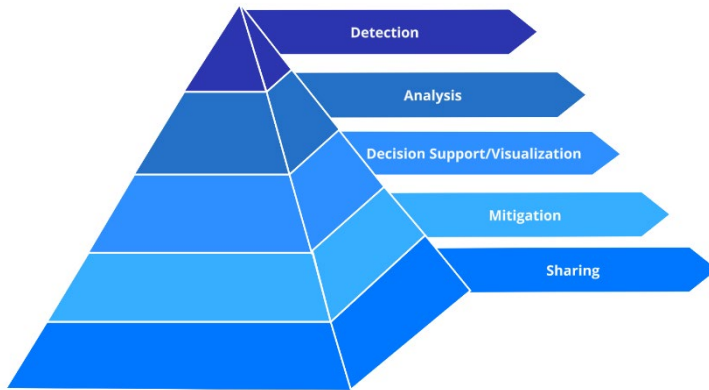 Detection
Analysis
Decision Support/Visualization
Mitigation
Sharing